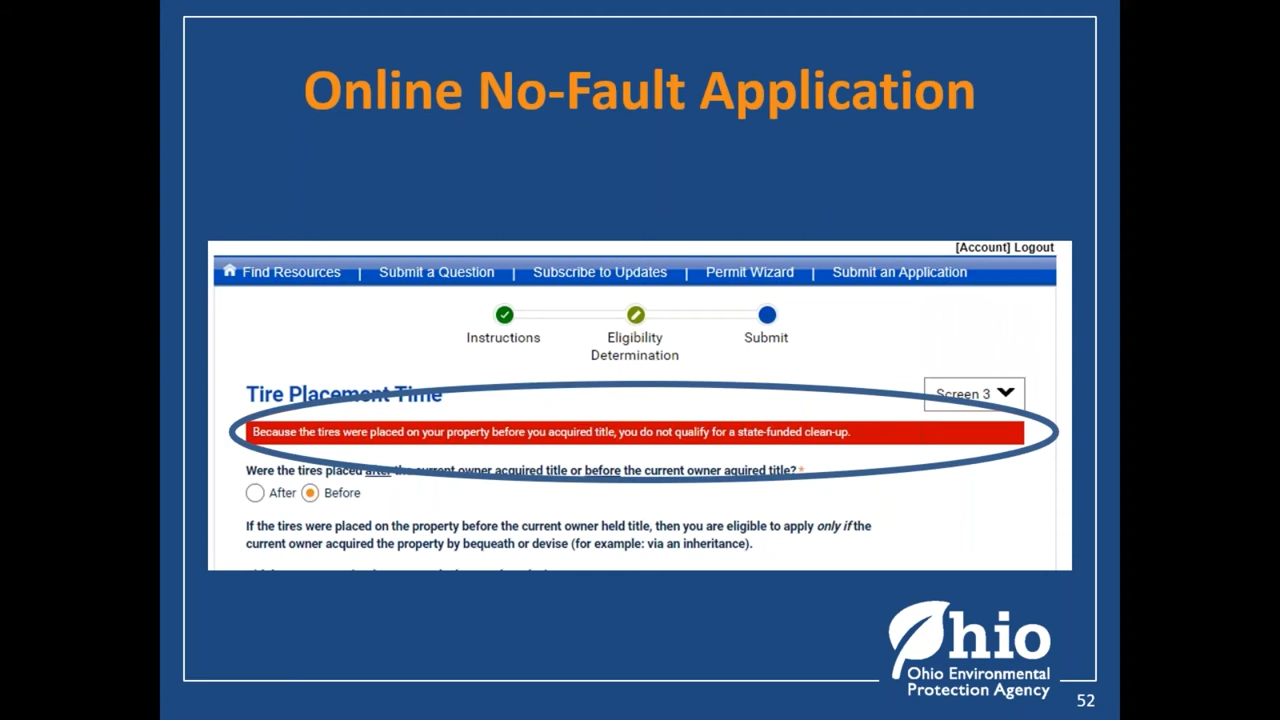 Online No-Fault Application
[Account] Logout
Find Resources | Submit a Question | Subscribe to Updates | Permit Wizard | Submit an Application
Instructions
Eligibility
Determination
Submit
Tire Placement Time
Screen 3
Because the tires were placed on your property before you acquired title, you do not qualify for a state-funded clean-up.
Were the tires placed after the current owner acquired title or before the current owner aquired title?*
After Before
If the tires were placed on the property before the current owner held title, then you are eligible to apply only if the
current owner acquired the property by bequeath or devise (for example: via an inheritance).
Ohio
Ohio Environmental
Protection Agency
52